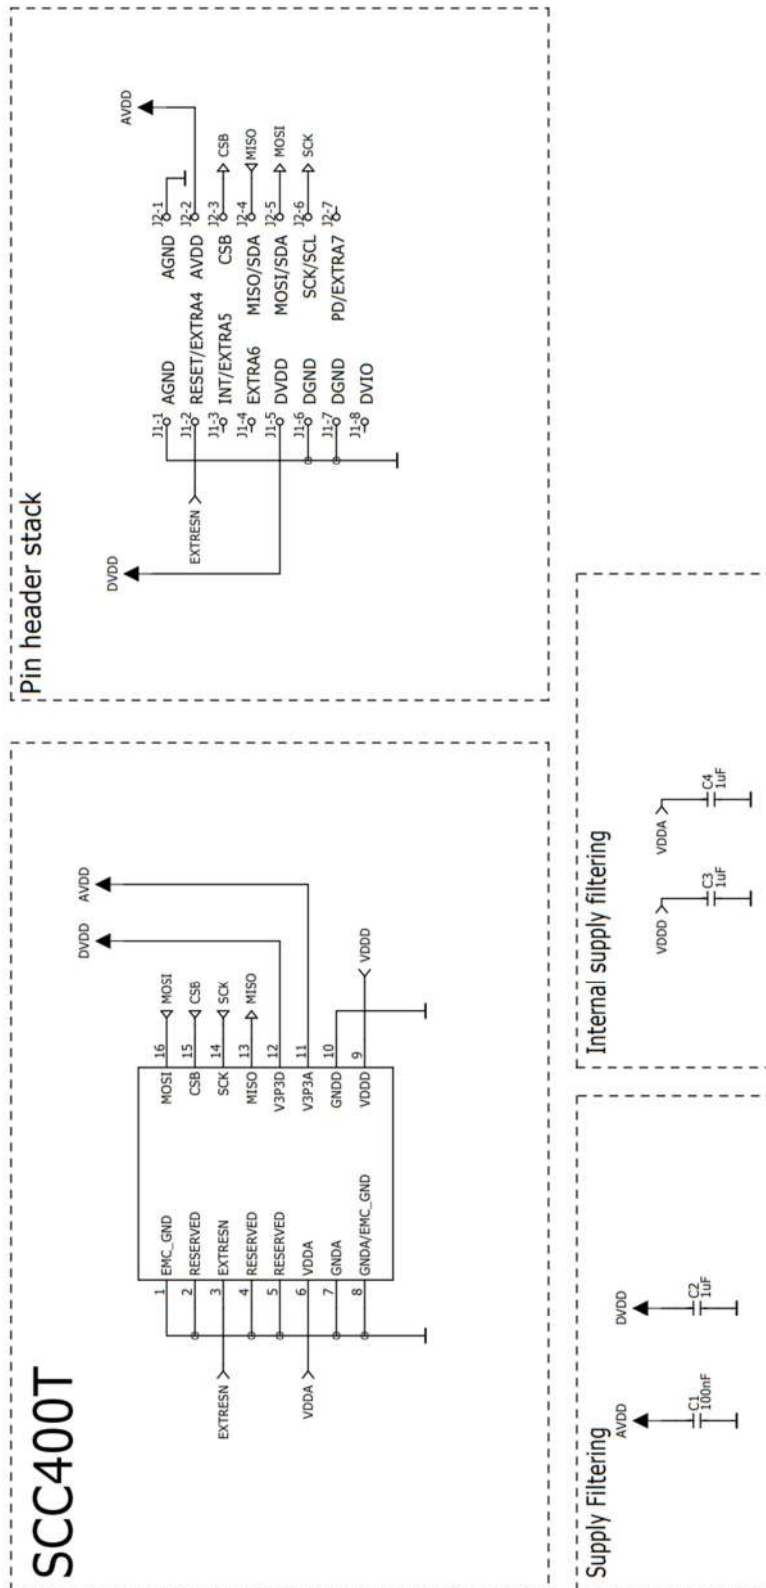 SCC400T
EXTRESN
VDDA
1 EMC_GND
2 RESERVED
3 EXTRESN
4 RESERVED
5 RESERVED
6 VDDA
7 GNDA
8 GNDA/EMC_GND
MOSI 16 MOSI
CSB 15 CSB
SCK 14 SCK
MISO 13 MISO
V3P3D 12
V3P3A 11
GNDD 10
VDDD 9 VDDD
DVDD
AVDD
Pin header stack
DVDD
EXTRESN
J1-1 AGND
J1-2 RESET/EXTRA4
J1-3 INT/EXTRA5
J1-4 EXTRA6
J1-5 DVDD
J1-6 DGND
J1-7 DGND
J1-8 DVIO
AGND J2-1
AVDD J2-2
CSB J2-3 CSB
MISO/SDA J2-4 MISO
MOSI/SDA J2-5 MOSI
SCK/SCL J2-6 SCK
PD/EXTRA7 J2-7
AVDD
Supply Filtering
AVDD
C1
100nF
DVDD
C2
1uF
Internal supply filtering
VDDD
C3
1uF
VDDA
C4
1uF